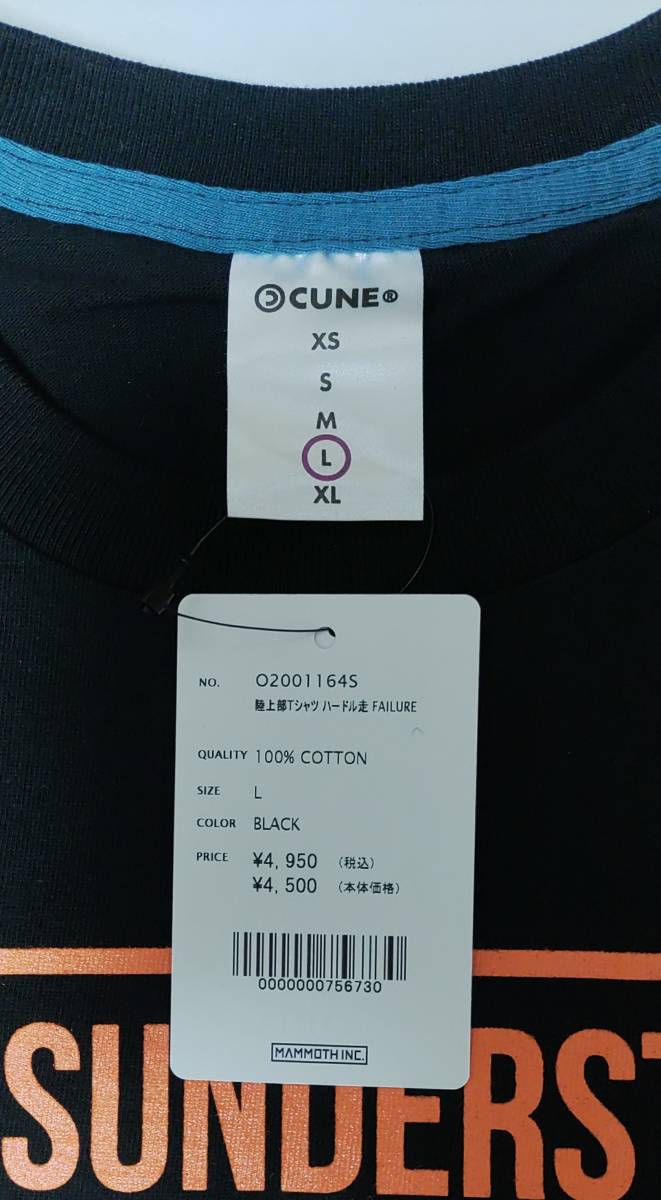 CUNE®
XS
S
M
L
XL
NO. O2001164S
陸上部Tシャツ ハードル走 FAILURE
QUALITY 100% COTTON
SIZE L
COLOR BLACK
PRICE ¥4,950 (税込)
¥4,500 (本体価格)
0000000756730
MAMMOTH INC.
SUNDERST